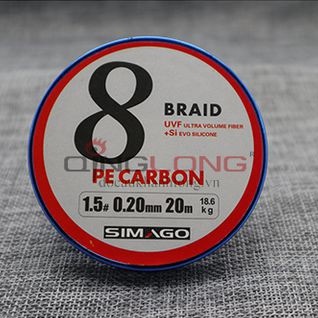 8
BRAID
UVF ULTRA VOLUME FIBER
+Si EVO SILICONE
QINGLONG®
PE CARBON
1.5# 0.20mm 20m 18.6 kg
SIMAGO